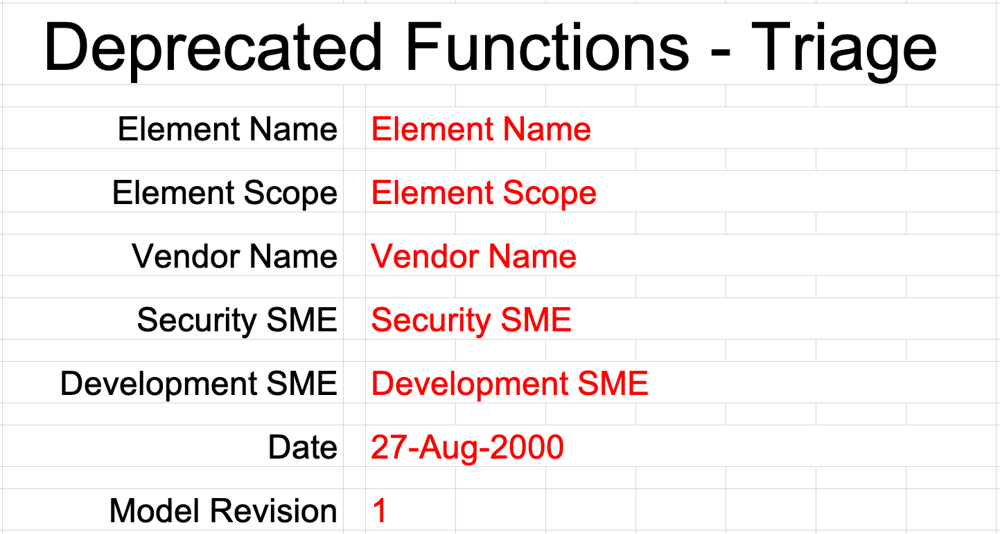 Deprecated Functions - Triage
Element Name Element Name
Element Scope Element Scope
Vendor Name Vendor Name
Security SME Security SME
Development SME Development SME
Date 27-Aug-2000
Model Revision 1